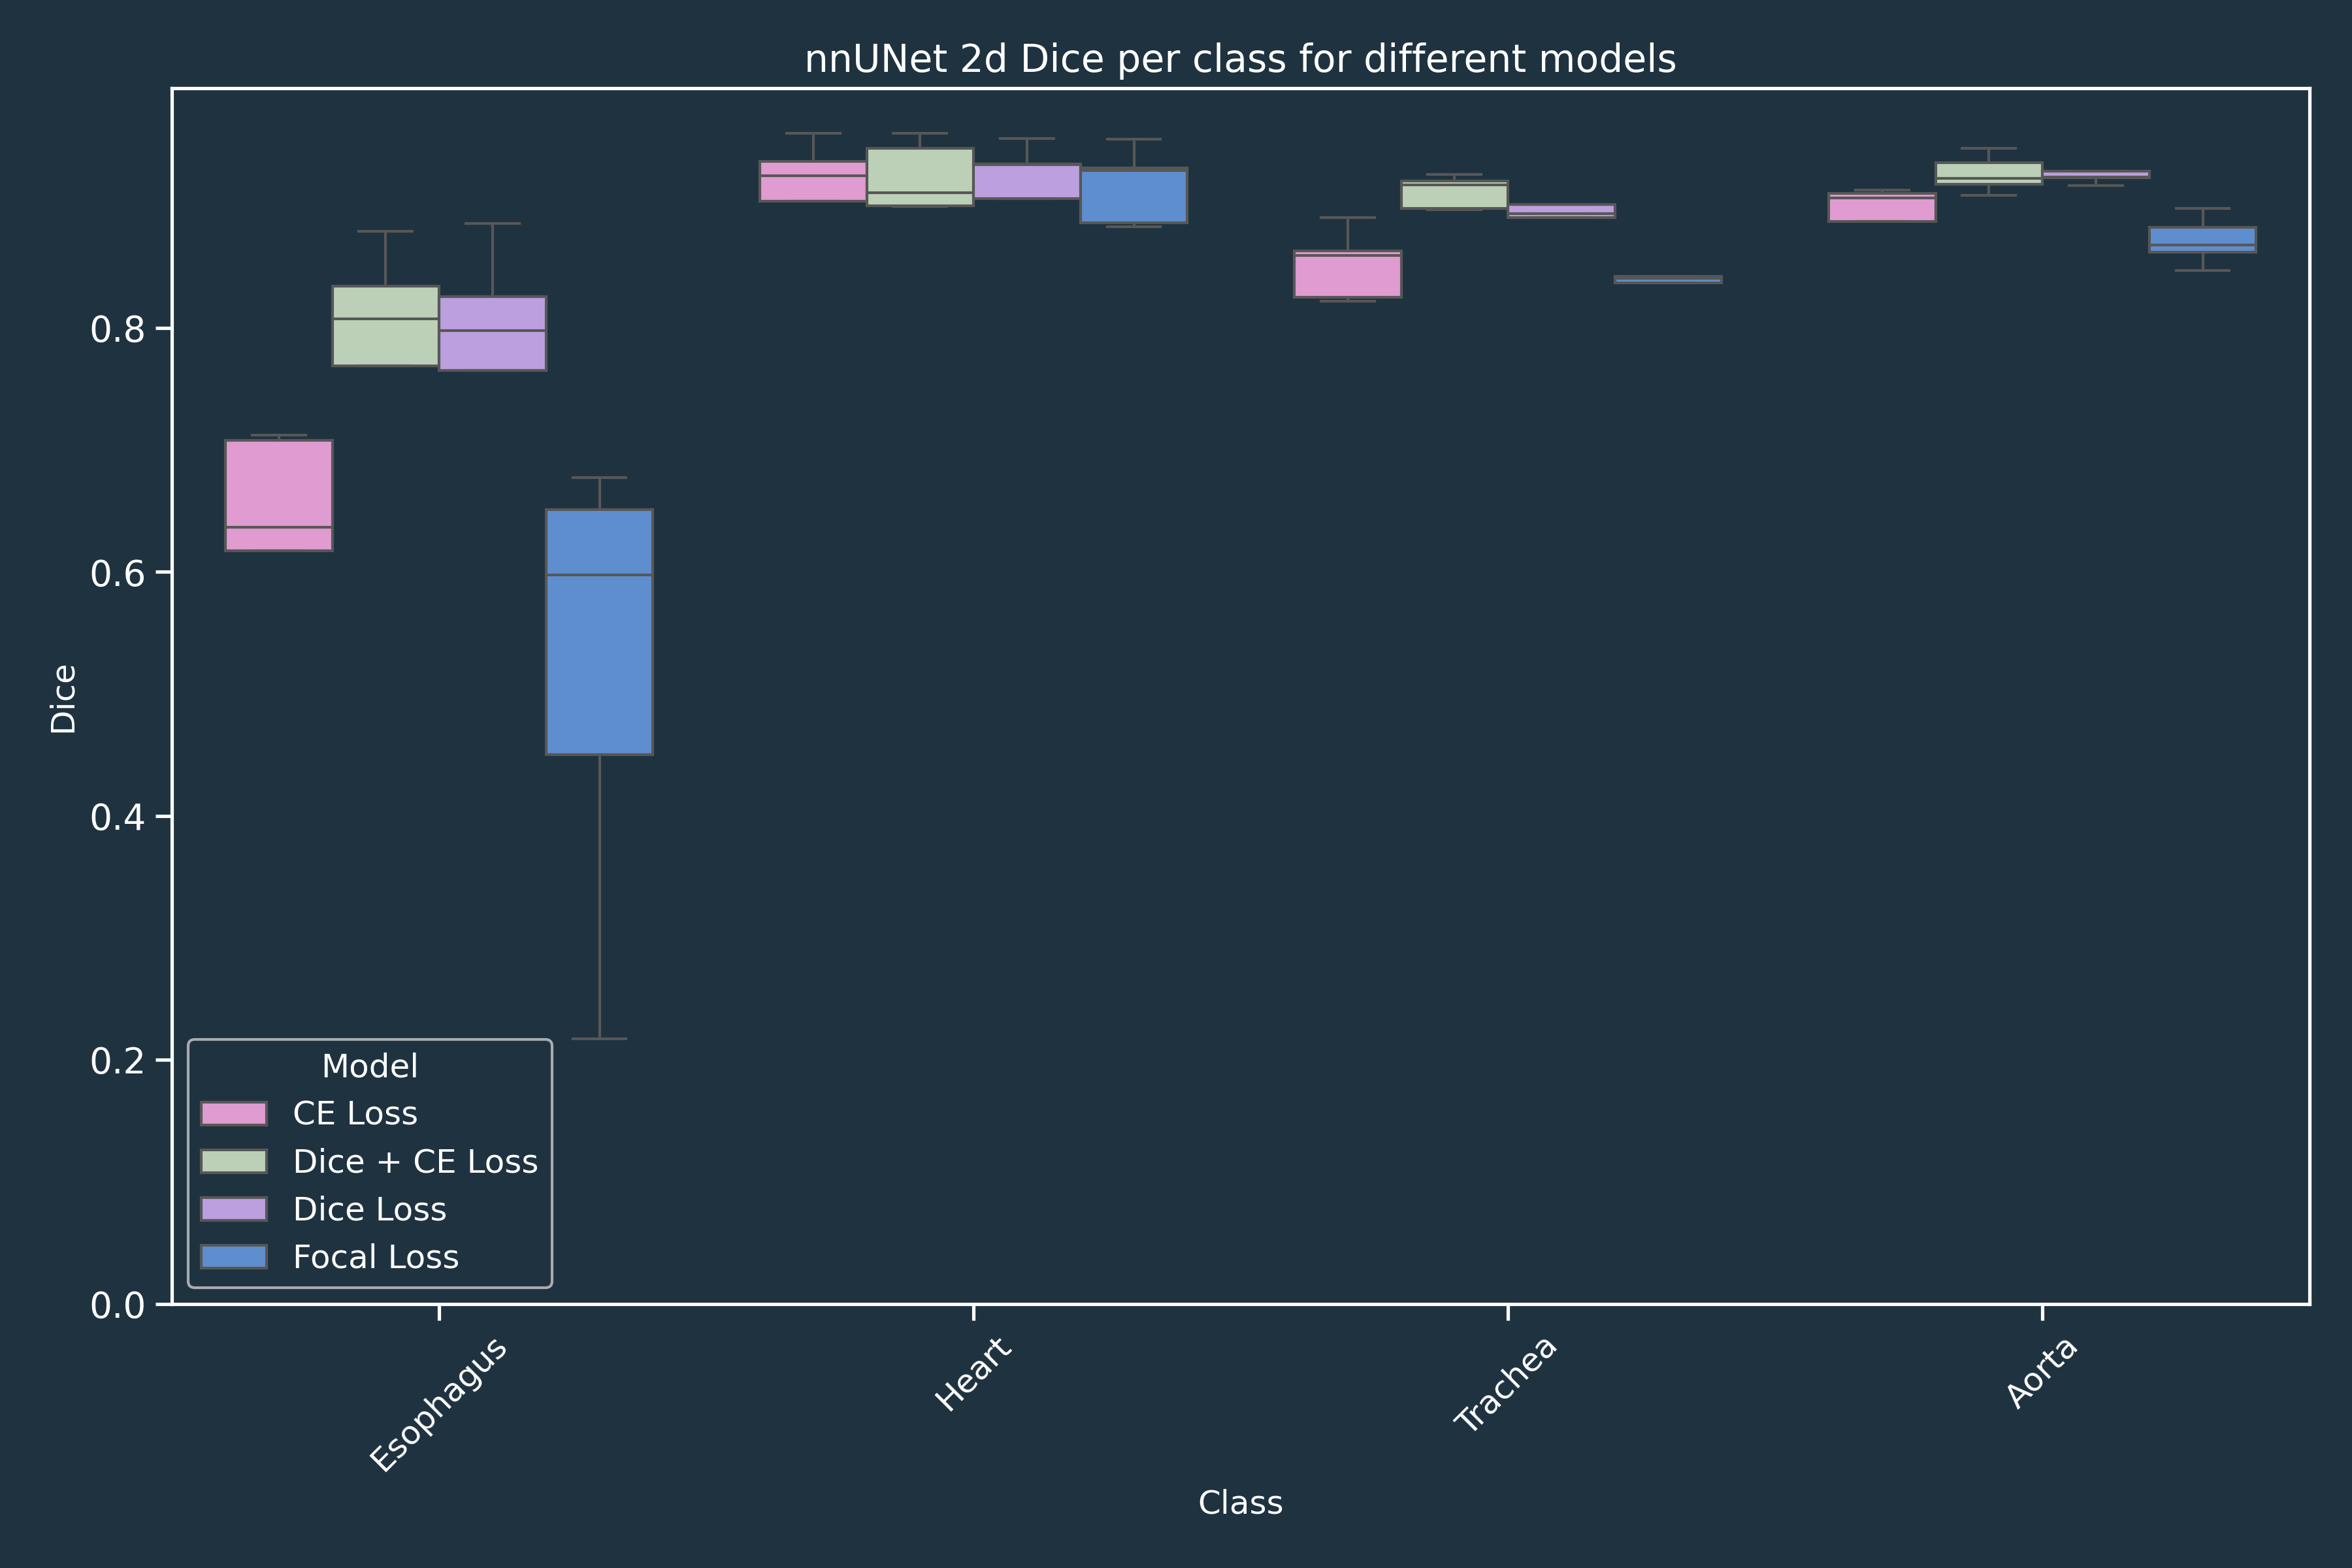 nnUNet 2d Dice per class for different models
Dice
0.8
0.6
0.4
0.2
0.0
Model
CE Loss
Dice + CE Loss
Dice Loss
Focal Loss
Esophagus
Heart
Trachea
Aorta
Class